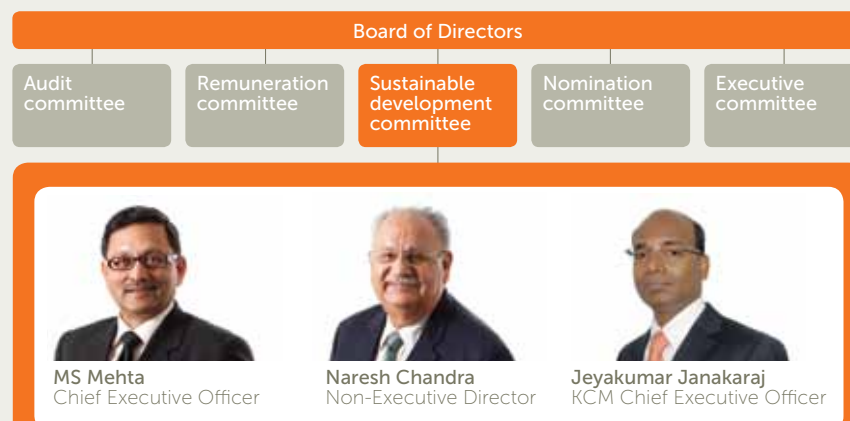 Board of Directors
Audit
committee
Remuneration
committee
Sustainable
development
committee
Nomination
committee
Executive
committee
MS Mehta
Chief Executive Officer
Naresh Chandra
Non-Executive Director
Jeyakumar Janakaraj
KCM Chief Executive Officer